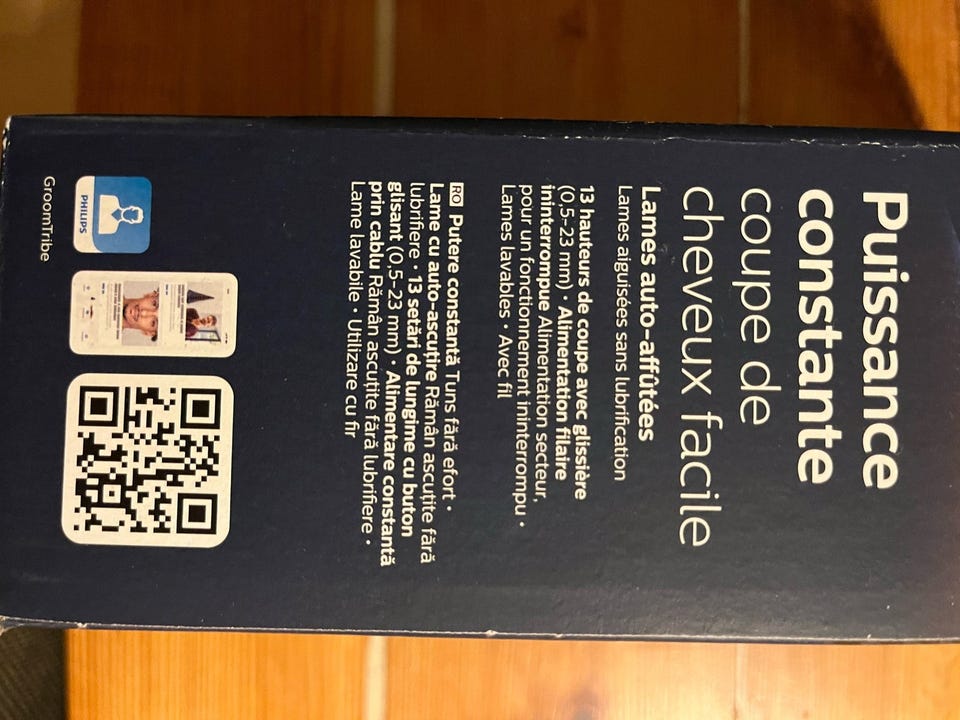 Puissance
constante
coupe de
cheveux facile
Lames auto-affûtées
Lames aiguisées sans lubrification
13 hauteurs de coupe avec glissière
(0,5-23 mm) • Alimentation filaire
ininterrompue Alimentation secteur,
pour un fonctionnement ininterrompu •
Lames lavables • Avec fil
RO Putere constantă Tuns fără efort •
Lame cu auto-ascuțire Rămân ascuțite fără
lubrifiere • 13 setări de lungime cu buton
glisant (0,5-23 mm) • Alimentare constantă
prin cablu Rămân ascuțite fără lubrifiere •
Lame lavabile • Utilizare cu fir
PHILIPS
GroomTribe